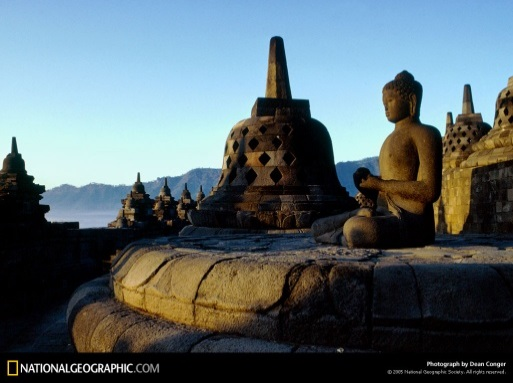 NATIONALGEOGRAPHIC.COM
Photograph by Dean Conger
© 2005 National Geographic Society. All rights reserved.